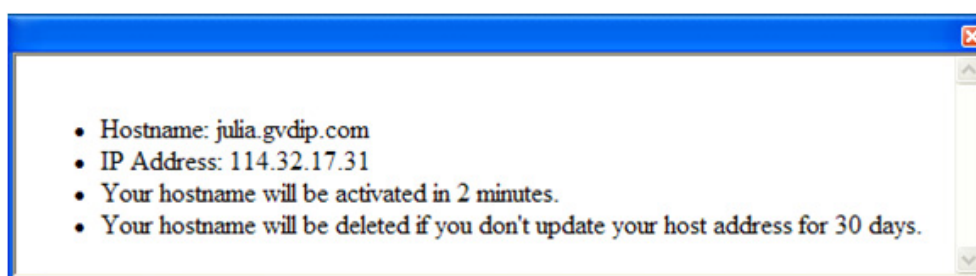 Hostname: julia.gvdip.com
IP Address: 114.32.17.31
Your hostname will be activated in 2 minutes.
Your hostname will be deleted if you don't update your host address for 30 days.